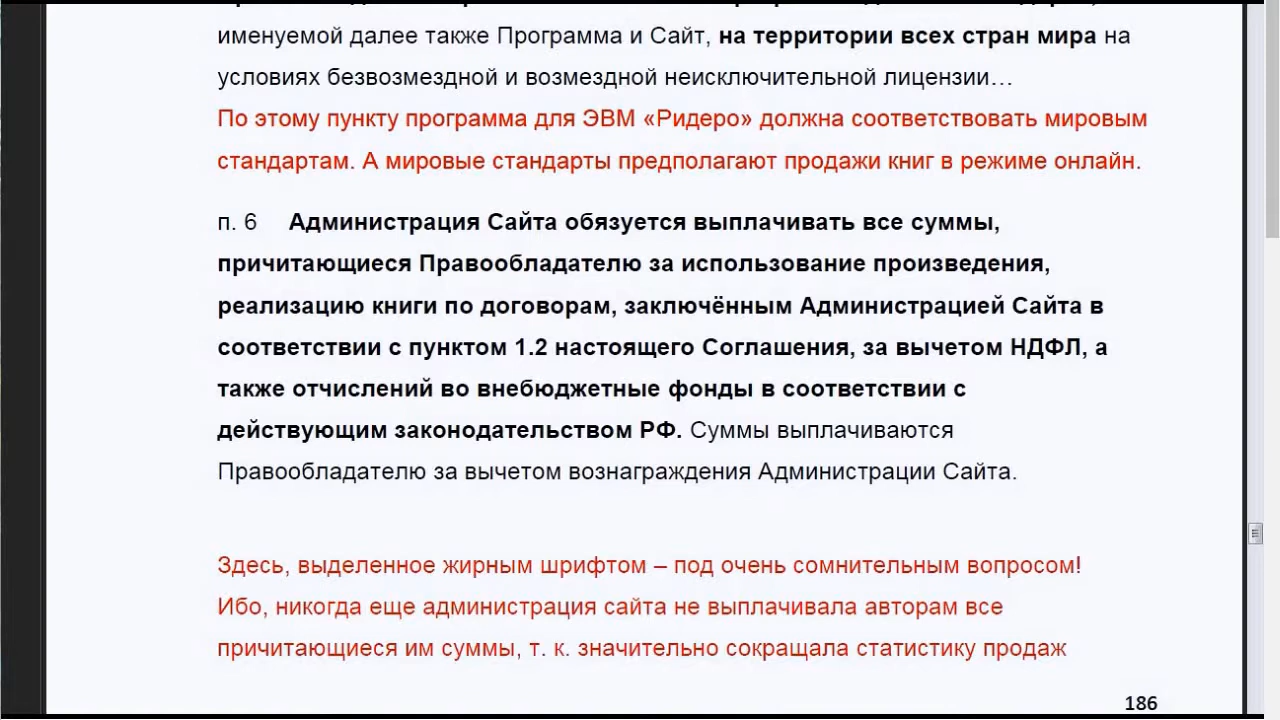 именуемой далее также Программа и Сайт, на территории всех стран мира на
условиях безвозмездной и возмездной неисключительной лицензии…
По этому пункту программа для ЭВМ «Ридеро» должна соответствовать мировым
стандартам. А мировые стандарты предполагают продажи книг в режиме онлайн.
п. 6 Администрация Сайта обязуется выплачивать все суммы,
причитающиеся Правообладателю за использование произведения,
реализацию книги по договорам, заключённым Администрацией Сайта в
соответствии с пунктом 1.2 настоящего Соглашения, за вычетом НДФЛ, а
также отчислений во внебюджетные фонды в соответствии с
действующим законодательством РФ. Суммы выплачиваются
Правообладателю за вычетом вознаграждения Администрации Сайта.
Здесь, выделенное жирным шрифтом – под очень сомнительным вопросом!
Ибо, никогда еще администрация сайта не выплачивала авторам все
причитающиеся им суммы, т. к. значительно сокращала статистику продаж
186